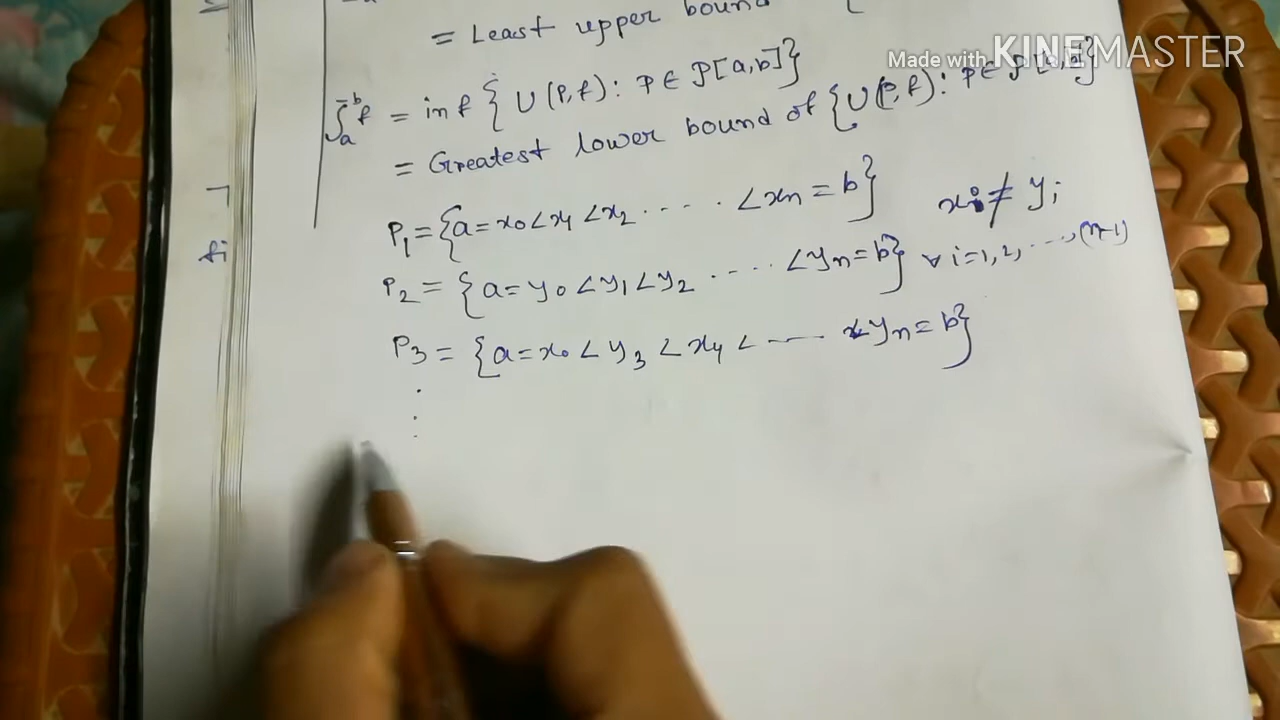 = Least upper bound {
Made with KINEMASTER
∫̄_a^b f = inf { U(P,f): P ∈ 𝒫[a,b]}
= Greatest lower bound of {U(P,f): P ∈ 𝒫[a,b]}
P₁ = {a = x₀ < x₁ < x₂ ..... < xₙ = b} xᵢ ≠ yᵢ
P₂ = {a = y₀ < y₁ < y₂ .... < yₙ = b} ∀ i=1,2, ...., (n-1)
P₃ = {a = x₀ < y₃ < x₄ < ---- < yₙ = b}